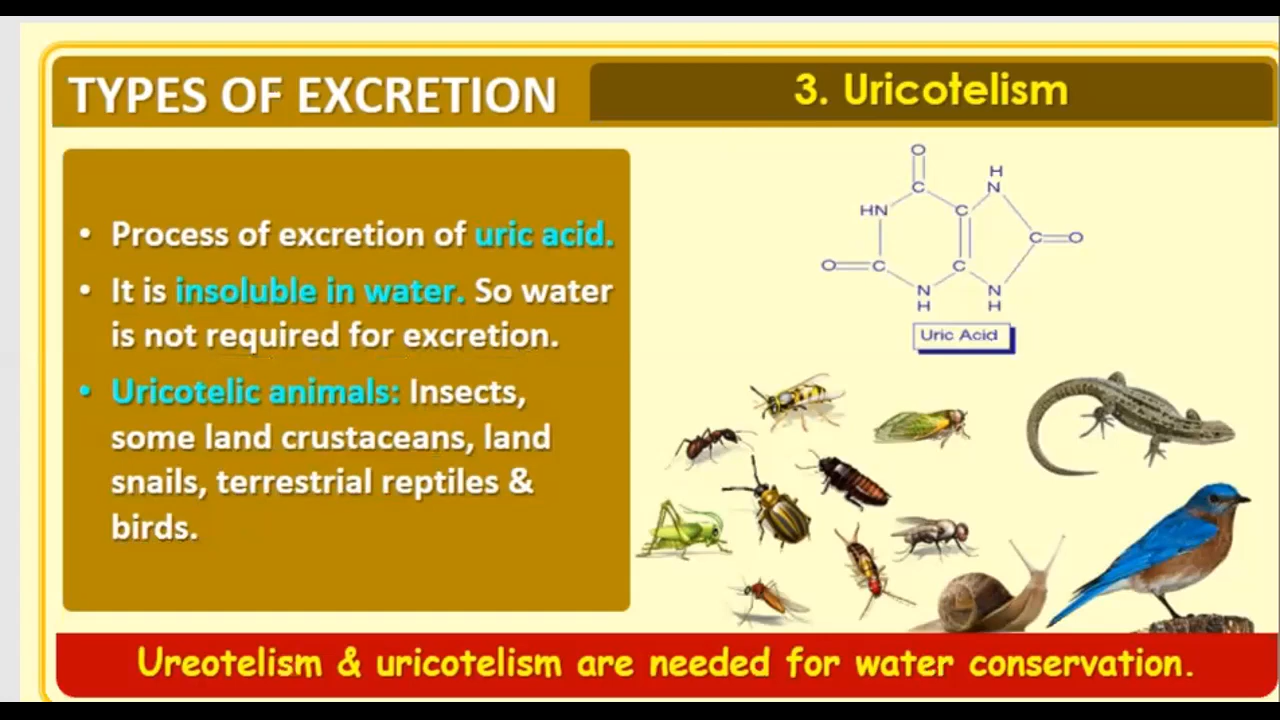 TYPES OF EXCRETION
3. Uricotelism
• Process of excretion of uric acid.
• It is insoluble in water. So water
is not required for excretion.
• Uricotelic animals: Insects,
some land crustaceans, land
snails, terrestrial reptiles &
birds.
O
C
H
N
HN
C
C
O
O
C
C
N
H
N
H
Uric Acid
Ureotelism & uricotelism are needed for water conservation.